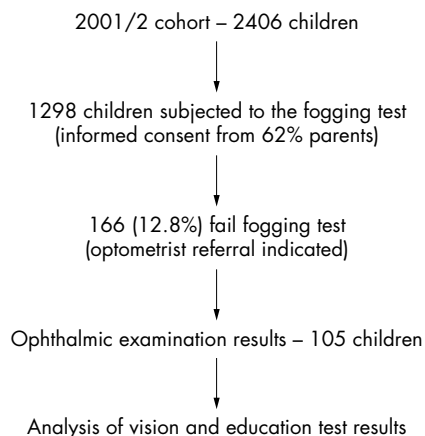 2001/2 cohort – 2406 children
1298 children subjected to the fogging test
(informed consent from 62% parents)
166 (12.8%) fail fogging test
(optometrist referral indicated)
Ophthalmic examination results – 105 children
Analysis of vision and education test results